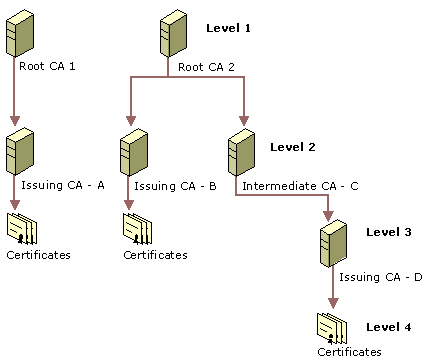 Level 1
Root CA 1
Root CA 2
Level 2
Issuing CA - A
Issuing CA - B
Intermediate CA - C
Level 3
Certificates
Certificates
Issuing CA - D
Level 4
Certificates